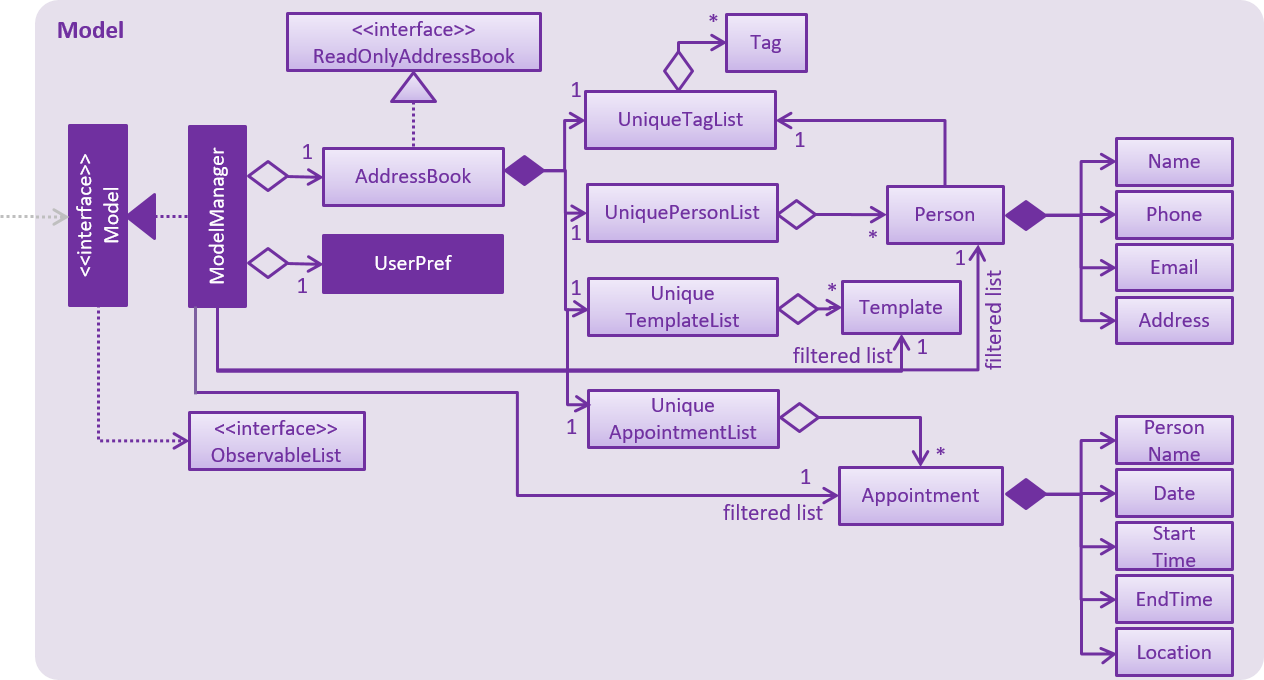 Model
<<interface>>
ReadOnlyAddressBook
*
Tag
1
UniqueTagList
1
<<interface>>
Model
ModelManager
1
AddressBook
1
UserPref
1
UniquePersonList
*
Person
Name
Phone
Email
Address
1
Unique
TemplateList
*
Template
1
filtered list
1
filtered list
<<interface>>
ObservableList
1
Unique
AppointmentList
*
1
filtered list
Appointment
Person
Name
Date
Start
Time
EndTime
Location